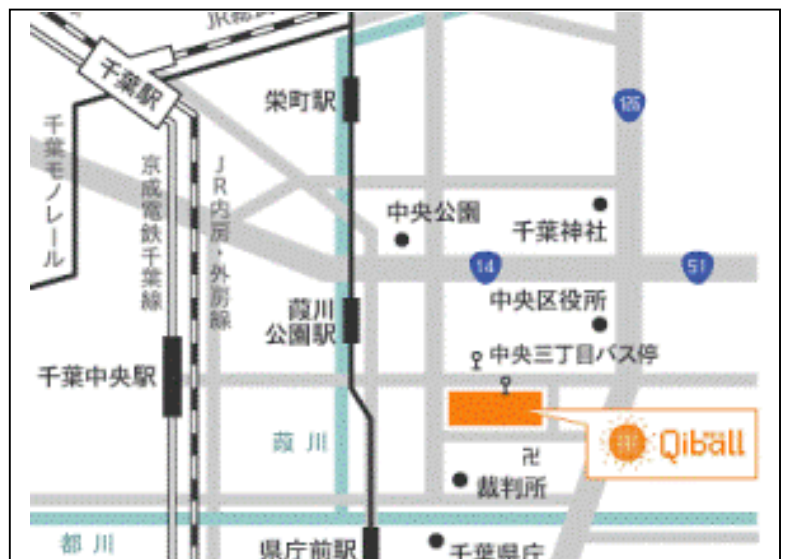 JR総
千葉駅
栄町駅
126
千葉モノレール
京成電鉄千葉線
JR内房・外房線
中央公園
千葉神社
14
51
葭川
公園駅
中央区役所
中央三丁目バス停
千葉中央駅
葭川
Qiball
卍
裁判所
都川
県庁前駅
千葉県庁